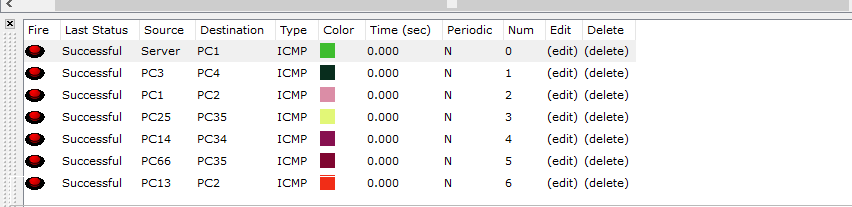 Fire Last Status Source Destination Type Color Time (sec) Periodic Num Edit Delete
Successful Server PC1 ICMP 0.000 N 0 (edit) (delete)
Successful PC3 PC4 ICMP 0.000 N 1 (edit) (delete)
Successful PC1 PC2 ICMP 0.000 N 2 (edit) (delete)
Successful PC25 PC35 ICMP 0.000 N 3 (edit) (delete)
Successful PC14 PC34 ICMP 0.000 N 4 (edit) (delete)
Successful PC66 PC35 ICMP 0.000 N 5 (edit) (delete)
Successful PC13 PC2 ICMP 0.000 N 6 (edit) (delete)